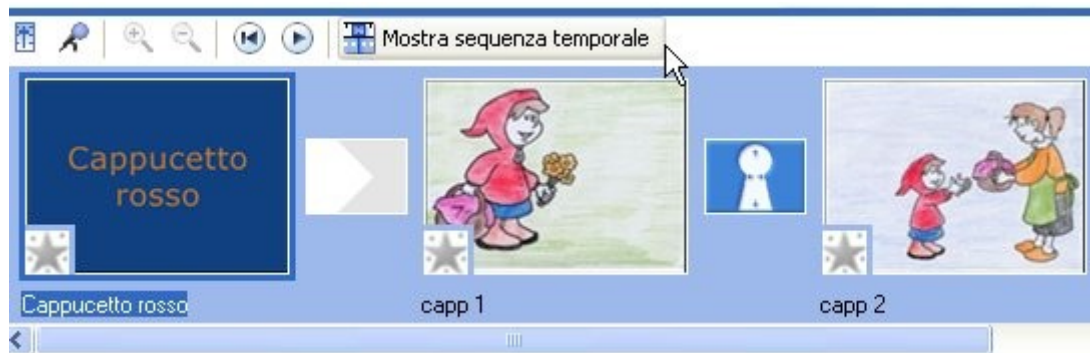 Mostra sequenza temporale
Cappucetto
rosso
Cappucetto rosso
capp 1
capp 2